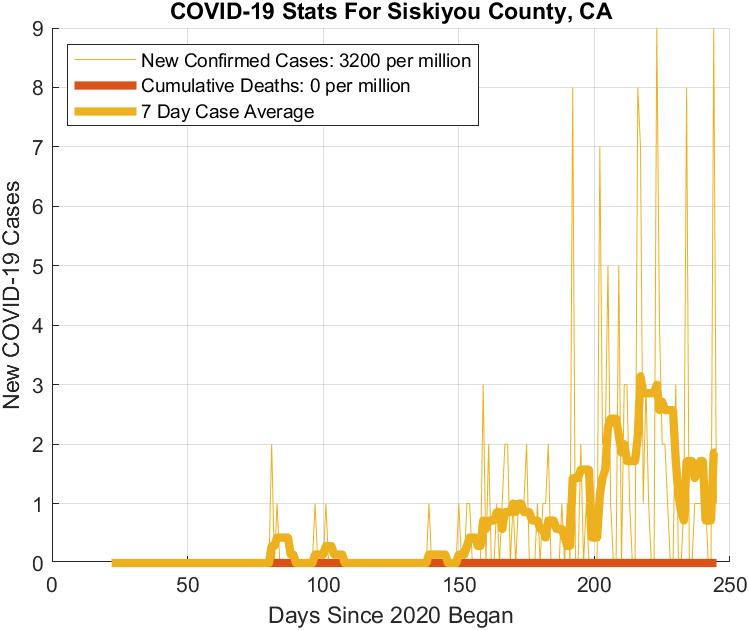 COVID-19 Stats For Siskiyou County, CA
New Confirmed Cases: 3200 per million
Cumulative Deaths: 0 per million
7 Day Case Average
New COVID-19 Cases
9
8
7
6
5
4
3
2
1
0
0 50 100 150 200 250
Days Since 2020 Began